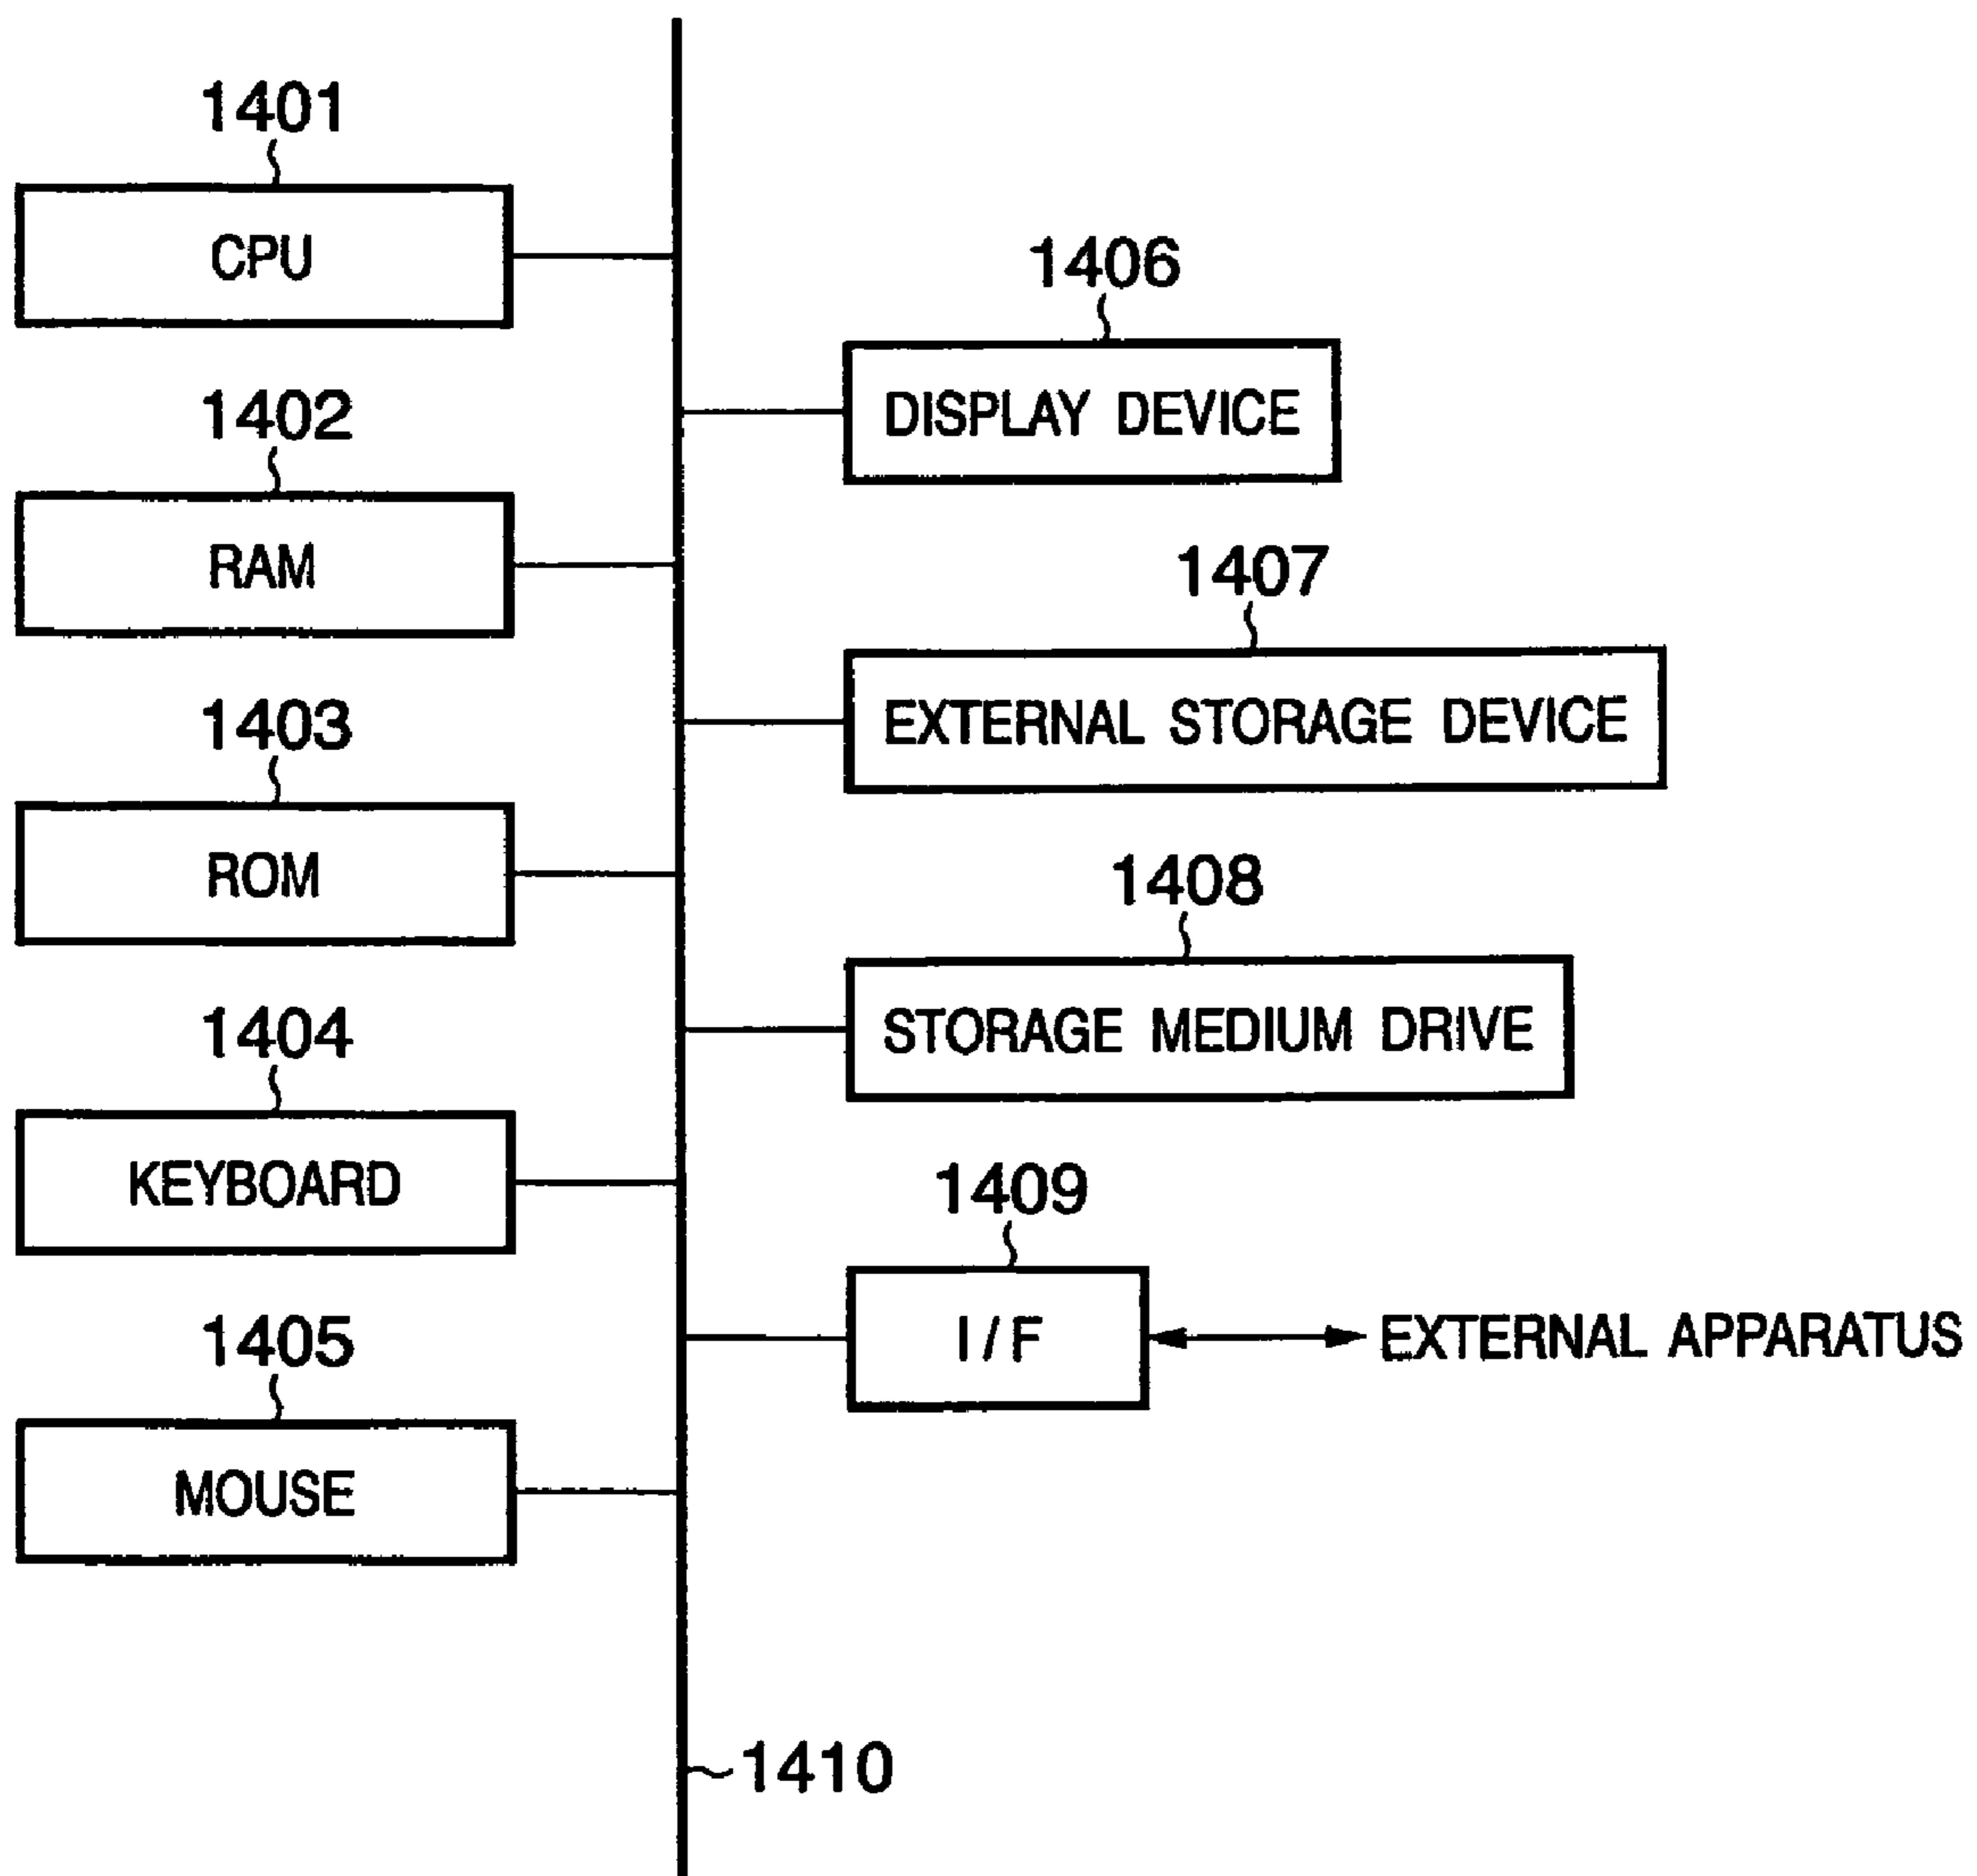 1401
CPU
1402
RAM
1403
ROM
1404
KEYBOARD
1405
MOUSE
1406
DISPLAY DEVICE
1407
EXTERNAL STORAGE DEVICE
1408
STORAGE MEDIUM DRIVE
1409
I/F
EXTERNAL APPARATUS
1410